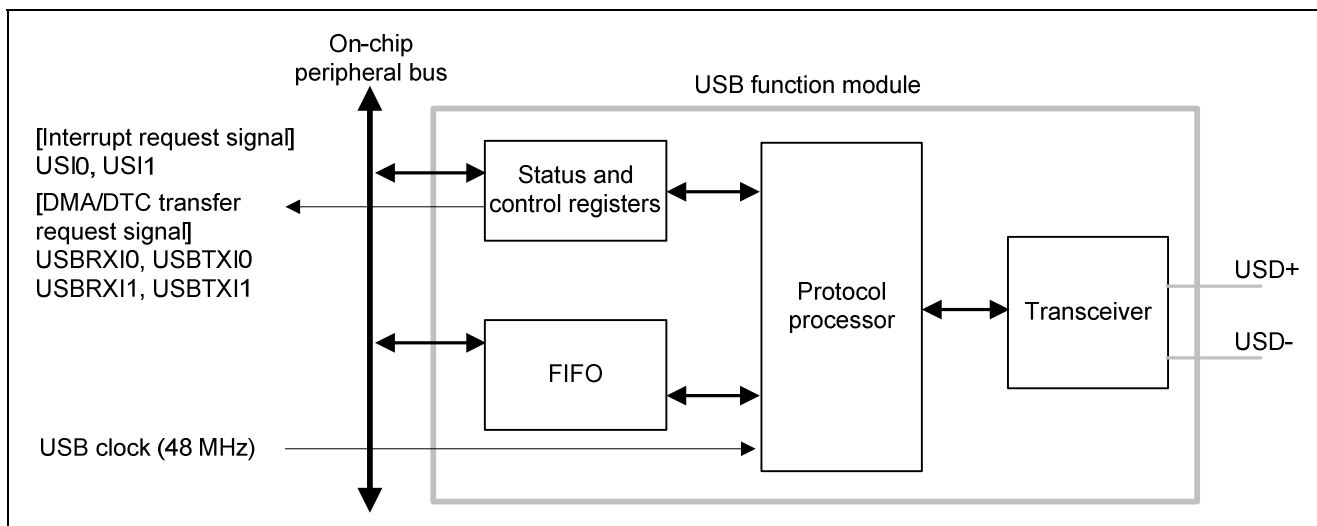 On-chip
peripheral bus
USB function module
[Interrupt request signal]
USI0, USI1
[DMA/DTC transfer
request signal]
USBRXI0, USBTXI0
USBRXI1, USBTXI1
Status and
control registers
FIFO
Protocol
processor
Transceiver
USD+
USD-
USB clock (48 MHz)